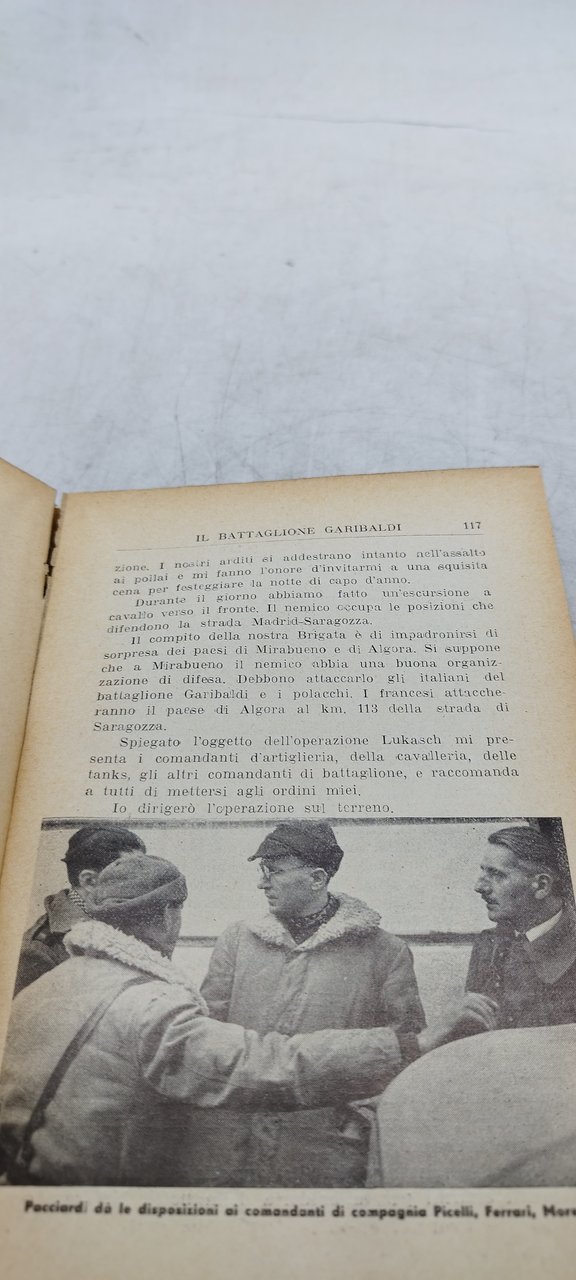 IL BATTAGLIONE GARIBALDI 117
zione. I nostri arditi si addestrano intanto nell'assalto
ai pollai e mi fanno l'onore d'invitarmi a una squisita
cena per festeggiare la notte di capo d'anno.
Durante il giorno abbiamo fatto un'escursione a
cavallo verso il fronte. Il nemico occupa le posizioni che
difendono la strada Madrid-Saragozza.
Il compito della nostra Brigata è di impadronirsi di
sorpresa dei paesi di Mirabueno e di Algora. Si suppone
che a Mirabueno il nemico abbia una buona organiz-
zazione di difesa. Debbono attaccarlo gli italiani del
battaglione Garibaldi e i polacchi. I francesi attacche-
ranno il paese di Algora al km. 113 della strada di
Saragozza.
Spiegato l'oggetto dell'operazione Lukasch mi pre-
senta i comandanti d'artiglieria, della cavalleria, delle
tanks, gli altri comandanti di battaglione, e raccomanda
a tutti di mettersi agli ordini miei.
Io dirigerò l'operazione sul terreno.
Pacciardi dà le disposizioni ai comandanti di compagnia Picelli, Ferrari, More